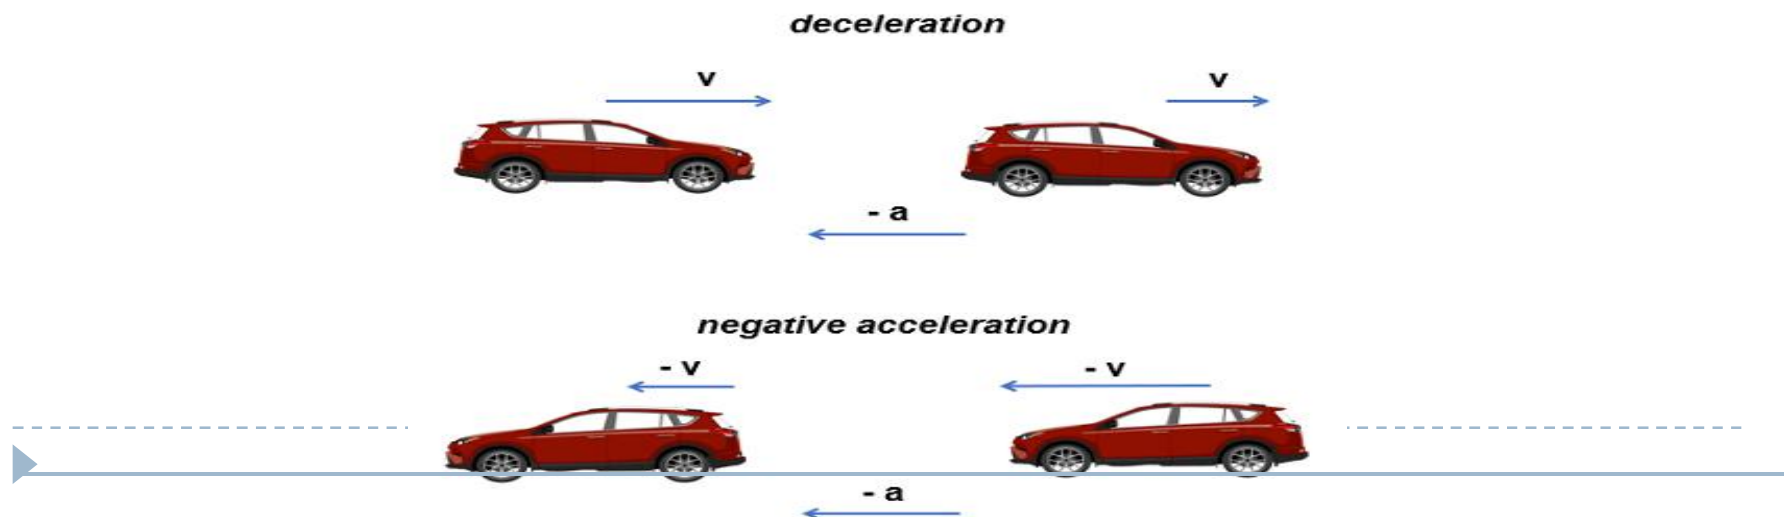 deceleration
v
v
- a
negative acceleration
- v
- v
- a